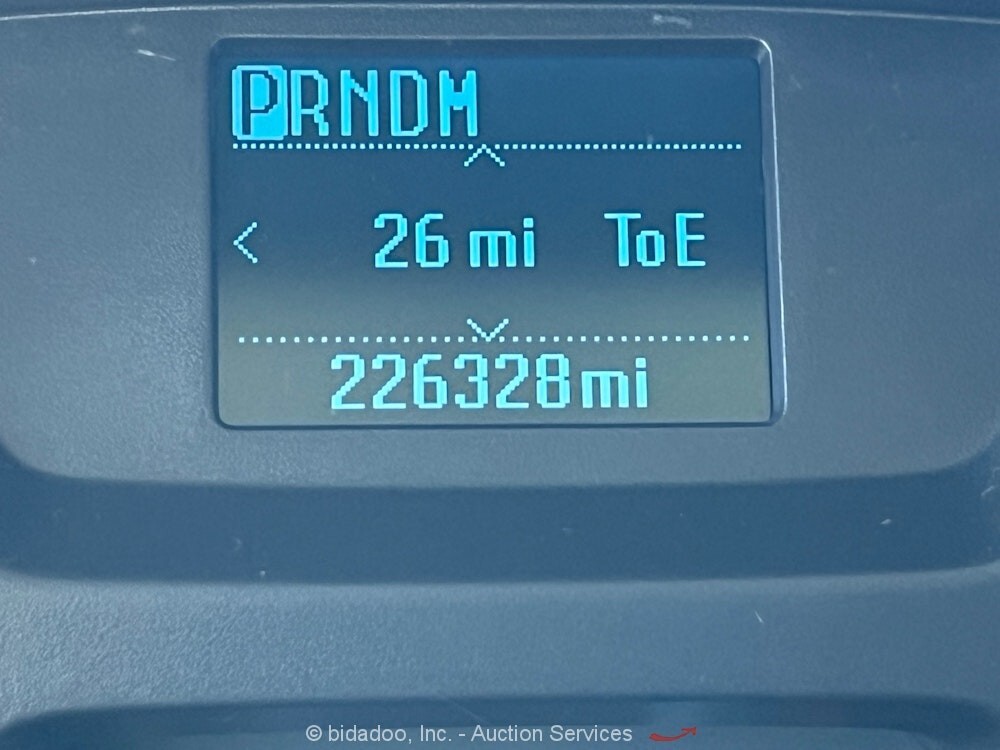 PRNDM
26 mi ToE
226328mi
© bidadoo, Inc. - Auction Services